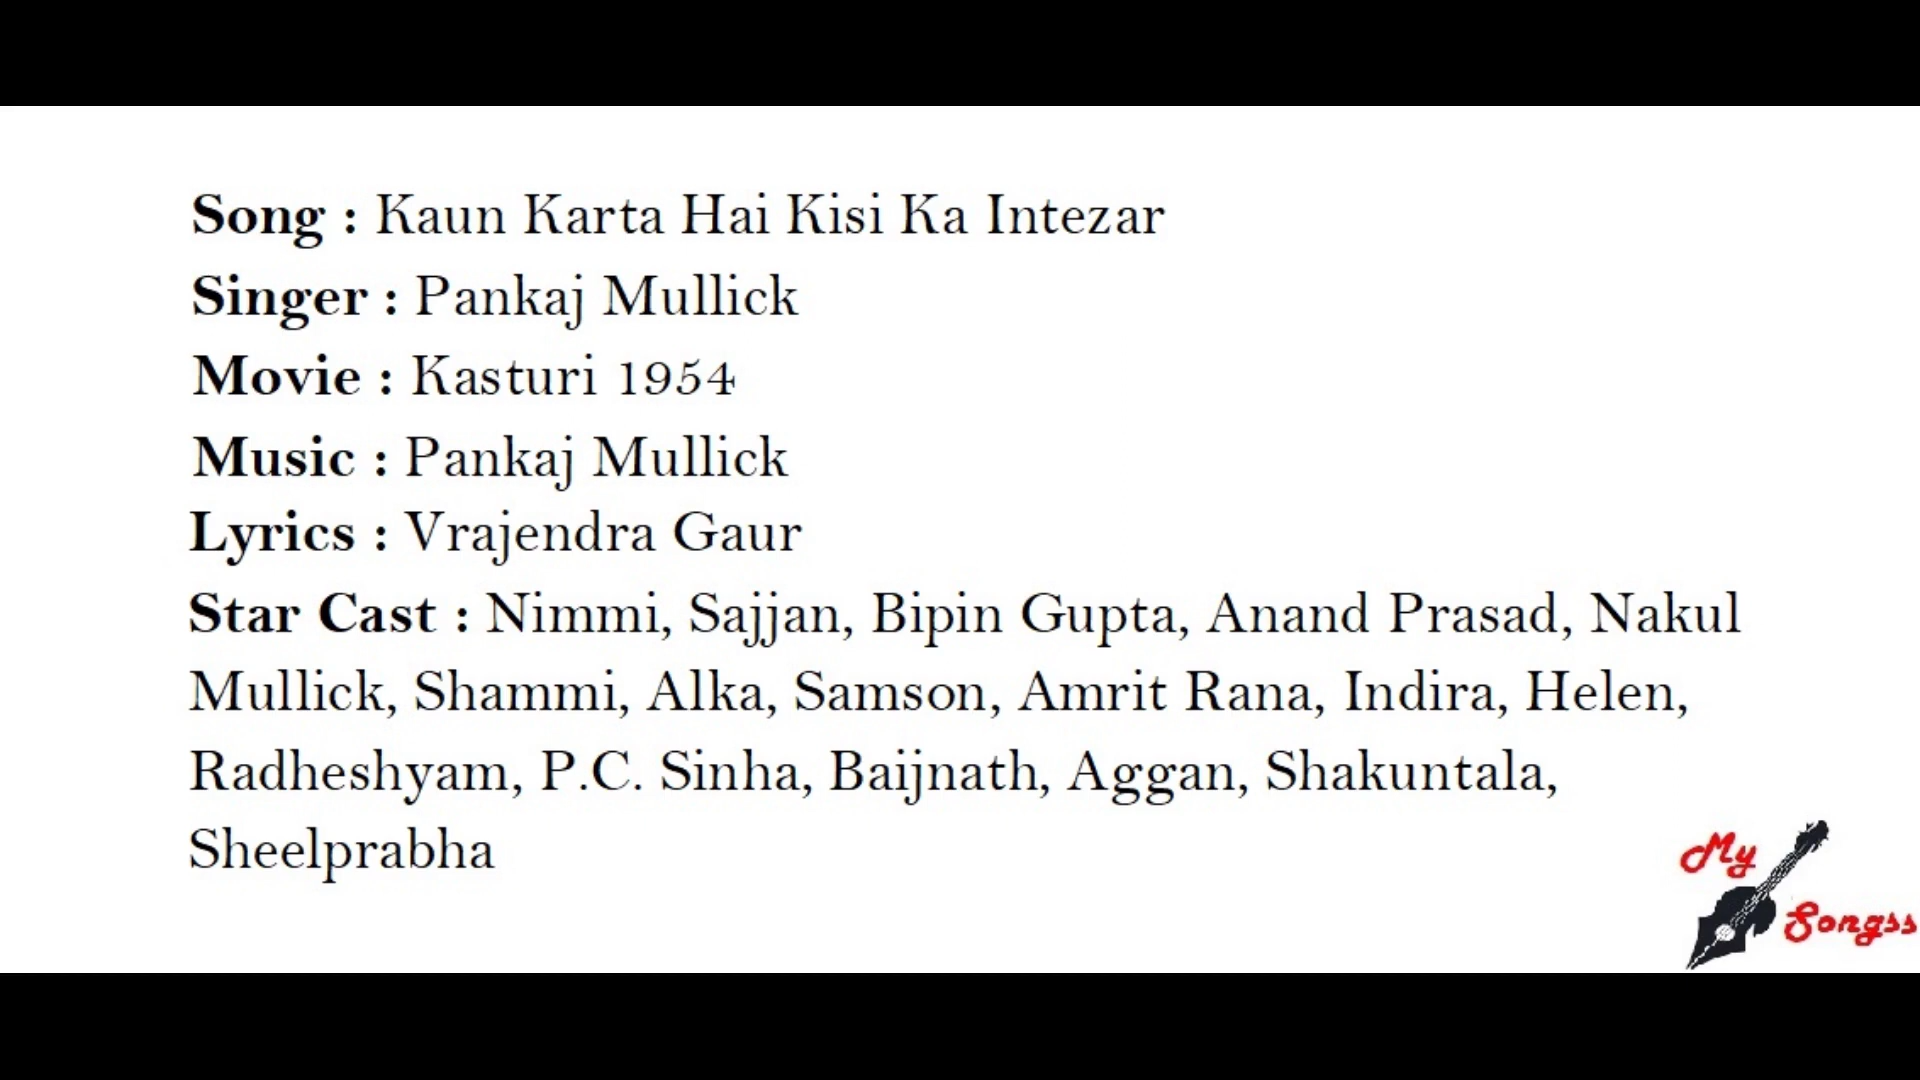 Song : Kaun Karta Hai Kisi Ka Intezar
Singer : Pankaj Mullick
Movie : Kasturi 1954
Music : Pankaj Mullick
Lyrics : Vrajendra Gaur
Star Cast : Nimmi, Sajjan, Bipin Gupta, Anand Prasad, Nakul
Mullick, Shammi, Alka, Samson, Amrit Rana, Indira, Helen,
Radheshyam, P.C. Sinha, Baijnath, Aggan, Shakuntala,
Sheelprabha
My
Songss